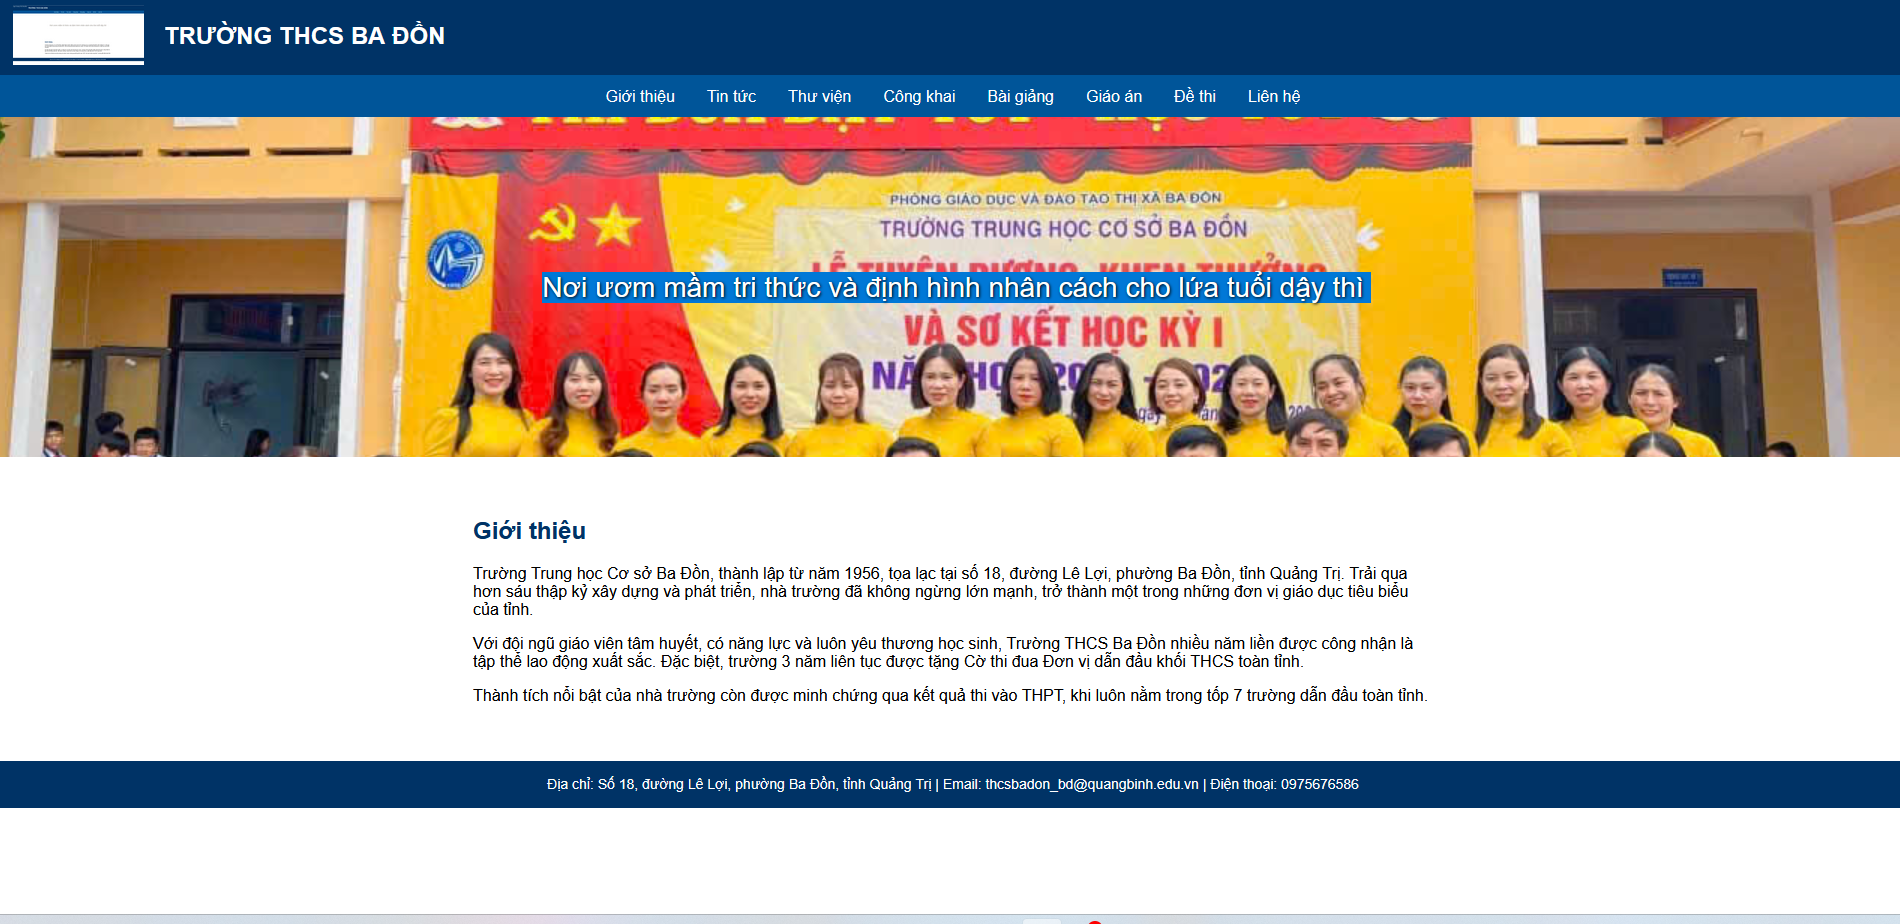 TRƯỜNG THCS BA ĐỒN
Giới thiệu Tin tức Thư viện Công khai Bài giảng Giáo án Đề thi Liên hệ
PHÒNG GIÁO DỤC VÀ ĐÀO TẠO THỊ XÃ BA ĐỒN
TRƯỜNG TRUNG HỌC CƠ SỞ BA ĐỒN
LỄ TUYÊN DƯƠNG, KHEN THƯỞNG
Nơi ươm mầm tri thức và định hình nhân cách cho lứa tuổi dậy thì
VÀ SƠ KẾT HỌC KỲ I
Giới thiệu
Trường Trung học Cơ sở Ba Đồn, thành lập từ năm 1956, tọa lạc tại số 18, đường Lê Lợi, phường Ba Đồn, tỉnh Quảng Trị. Trải qua
hơn sáu thập kỷ xây dựng và phát triển, nhà trường đã không ngừng lớn mạnh, trở thành một trong những đơn vị giáo dục tiêu biểu
của tỉnh.
Với đội ngũ giáo viên tâm huyết, có năng lực và luôn yêu thương học sinh, Trường THCS Ba Đồn nhiều năm liền được công nhận là
tập thể lao động xuất sắc. Đặc biệt, trường 3 năm liên tục được tặng Cờ thi đua Đơn vị dẫn đầu khối THCS toàn tỉnh.
Thành tích nổi bật của nhà trường còn được minh chứng qua kết quả thi vào THPT, khi luôn nằm trong tốp 7 trường dẫn đầu toàn tỉnh.
Địa chỉ: Số 18, đường Lê Lợi, phường Ba Đồn, tỉnh Quảng Trị | Email: thcsbadon_bd@quangbinh.edu.vn | Điện thoại: 0975676586